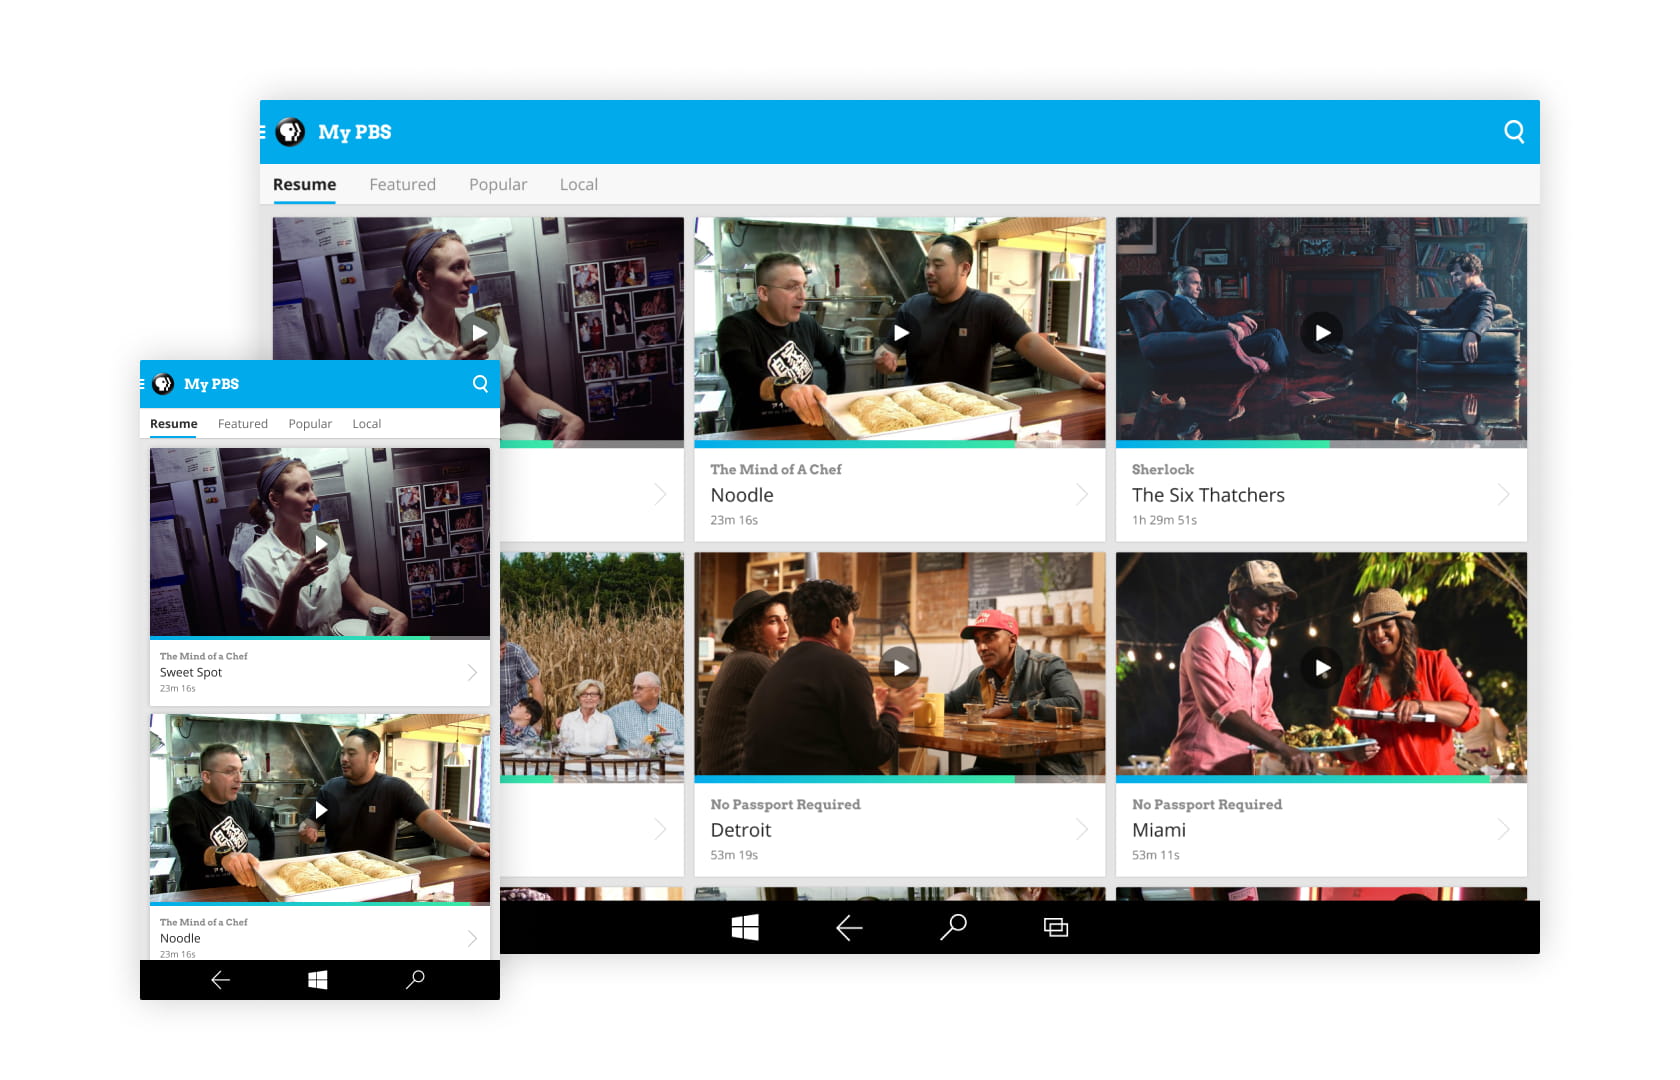 My PBS
Resume Featured Popular Local
The Mind of A Chef
Noodle
23m 16s
Sherlock
The Six Thatchers
1h 29m 51s
No Passport Required
Detroit
53m 19s
No Passport Required
Miami
53m 11s
My PBS
Resume Featured Popular Local
The Mind of a Chef
Sweet Spot
23m 16s
The Mind of a Chef
Noodle
23m 16s